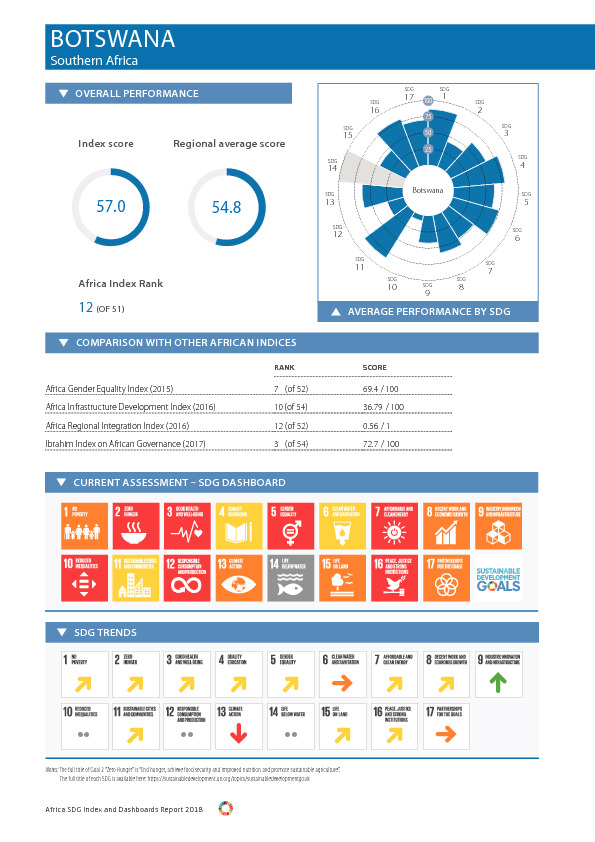 BOTSWANA
Southern Africa
OVERALL PERFORMANCE
Index score
Regional average score
57.0
54.8
Africa Index Rank
12 (OF 51)
SDG 1
SDG 2
SDG 3
SDG 4
SDG 5
SDG 6
SDG 7
SDG 8
SDG 9
SDG 10
SDG 11
SDG 12
SDG 13
SDG 14
SDG 15
SDG 16
SDG 17
100
75
50
25
Botswana
AVERAGE PERFORMANCE BY SDG
COMPARISON WITH OTHER AFRICAN INDICES
RANK SCORE
Africa Gender Equality Index (2015) 7 (of 52) 69.4 / 100
Africa Infrastructure Development Index (2016) 10 (of 54) 36.79 / 100
Africa Regional Integration Index (2016) 12 (of 52) 0.56 / 1
Ibrahim Index on African Governance (2017) 3 (of 54) 72.7 / 100
CURRENT ASSESSMENT – SDG DASHBOARD
1 NO POVERTY
2 ZERO HUNGER
3 GOOD HEALTH AND WELL-BEING
4 QUALITY EDUCATION
5 GENDER EQUALITY
6 CLEAN WATER AND SANITATION
7 AFFORDABLE AND CLEAN ENERGY
8 DECENT WORK AND ECONOMIC GROWTH
9 INDUSTRY, INNOVATION AND INFRASTRUCTURE
10 REDUCED INEQUALITIES
11 SUSTAINABLE CITIES AND COMMUNITIES
12 RESPONSIBLE CONSUMPTION AND PRODUCTION
13 CLIMATE ACTION
14 LIFE BELOW WATER
15 LIFE ON LAND
16 PEACE, JUSTICE AND STRONG INSTITUTIONS
17 PARTNERSHIPS FOR THE GOALS
SUSTAINABLE DEVELOPMENT GOALS
SDG TRENDS
1 NO POVERTY
2 ZERO HUNGER
3 GOOD HEALTH AND WELL-BEING
4 QUALITY EDUCATION
5 GENDER EQUALITY
6 CLEAN WATER AND SANITATION
7 AFFORDABLE AND CLEAN ENERGY
8 DECENT WORK AND ECONOMIC GROWTH
9 INDUSTRY, INNOVATION AND INFRASTRUCTURE
10 REDUCED INEQUALITIES
11 SUSTAINABLE CITIES AND COMMUNITIES
12 RESPONSIBLE CONSUMPTION AND PRODUCTION
13 CLIMATE ACTION
14 LIFE BELOW WATER
15 LIFE ON LAND
16 PEACE, JUSTICE AND STRONG INSTITUTIONS
17 PARTNERSHIPS FOR THE GOALS
Notes: The full title of Goal 2 "Zero Hunger" is "End hunger, achieve food security and improved nutrition and promote sustainable agriculture".
The full title of each SDG is available here: https://sustainabledevelopment.un.org/topics/sustainabledevelopmentgoals
Africa SDG Index and Dashboards Report 2018